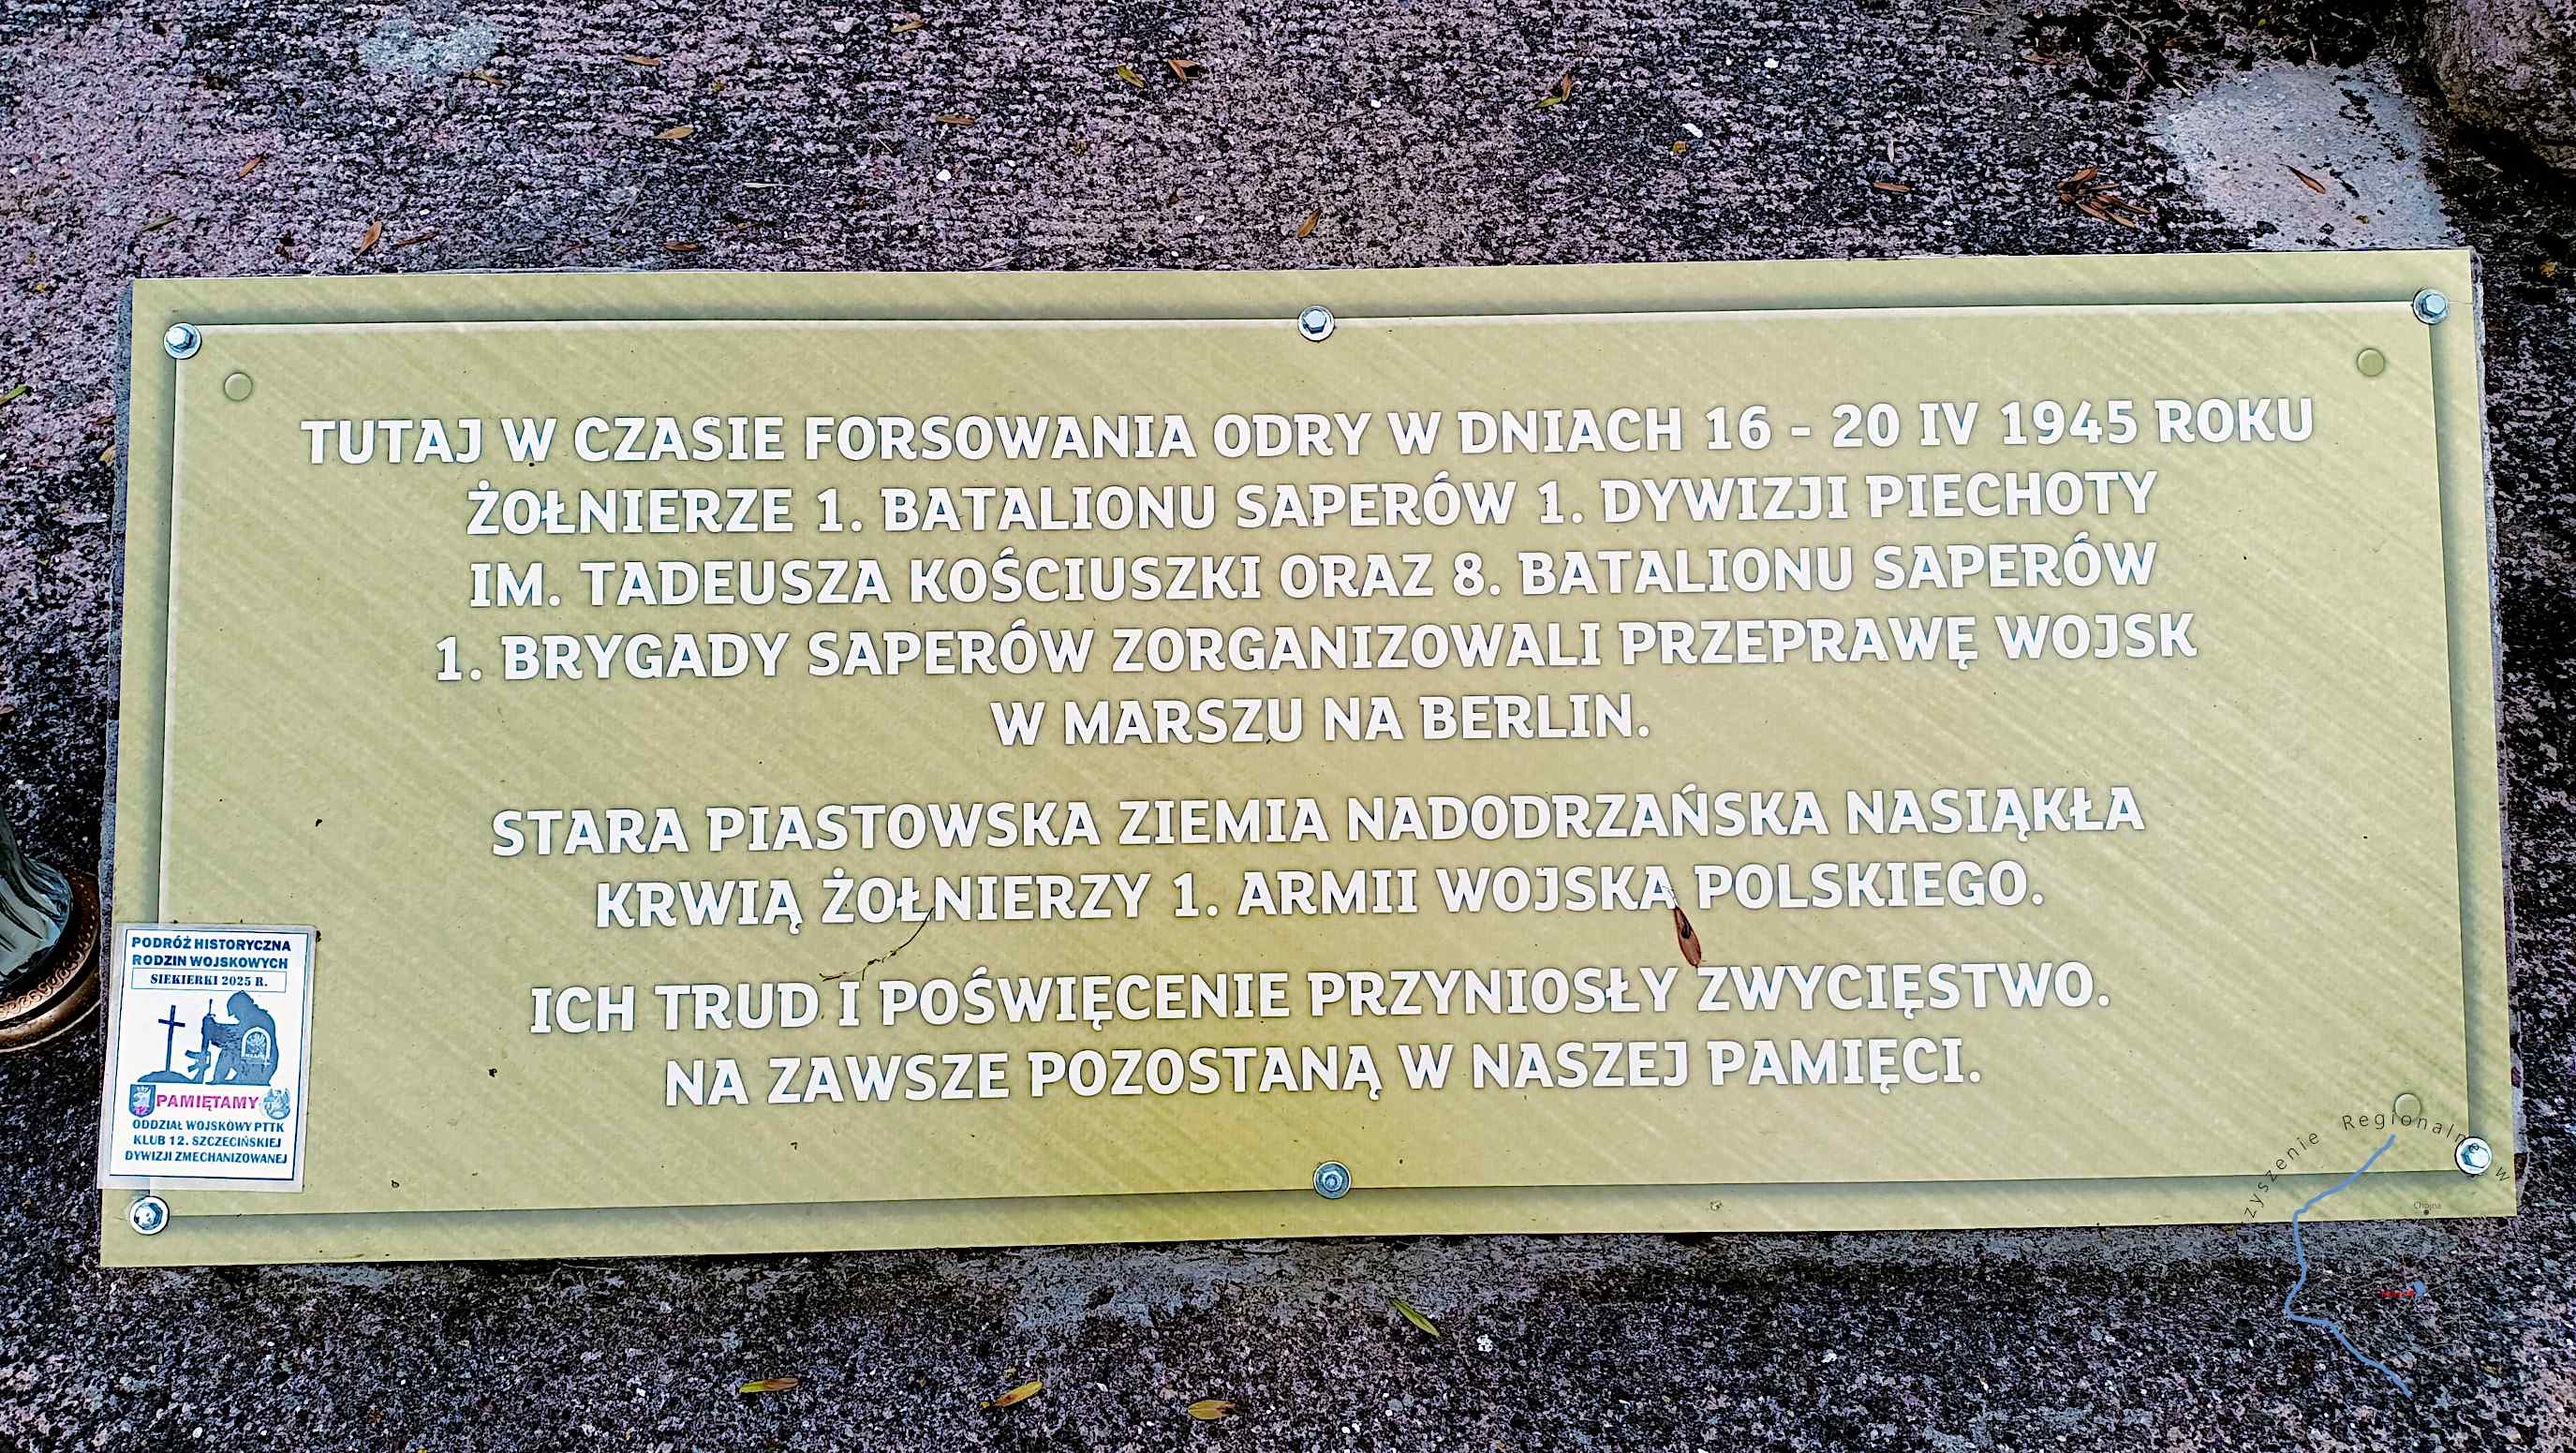 TUTAJ W CZASIE FORSOWANIA ODRY W DNIACH 16 - 20 IV 1945 ROKU
ŻOŁNIERZE 1. BATALIONU SAPERÓW 1. DYWIZJI PIECHOTY
IM. TADEUSZA KOŚCIUSZKI ORAZ 8. BATALIONU SAPERÓW
1. BRYGADY SAPERÓW ZORGANIZOWALI PRZEPRAWĘ WOJSK
W MARSZU NA BERLIN.
STARA PIASTOWSKA ZIEMIA NADODRZAŃSKA NASIĄKŁA
KRWIĄ ŻOŁNIERZY 1. ARMII WOJSKA POLSKIEGO.
ICH TRUD I POŚWIĘCENIE PRZYNIOSŁY ZWYCIĘSTWO.
NA ZAWSZE POZOSTANĄ W NASZEJ PAMIĘCI.
PODRÓŻ HISTORYCZNA
RODZIN WOJSKOWYCH
SIEKIERKI 2025 R.
PAMIĘTAMY
ODDZIAŁ WOJSKOWY PTTK
KLUB 12. SZCZECIŃSKIEJ
DYWIZJI ZMECHANIZOWANEJ
Regionalne w
Chojna